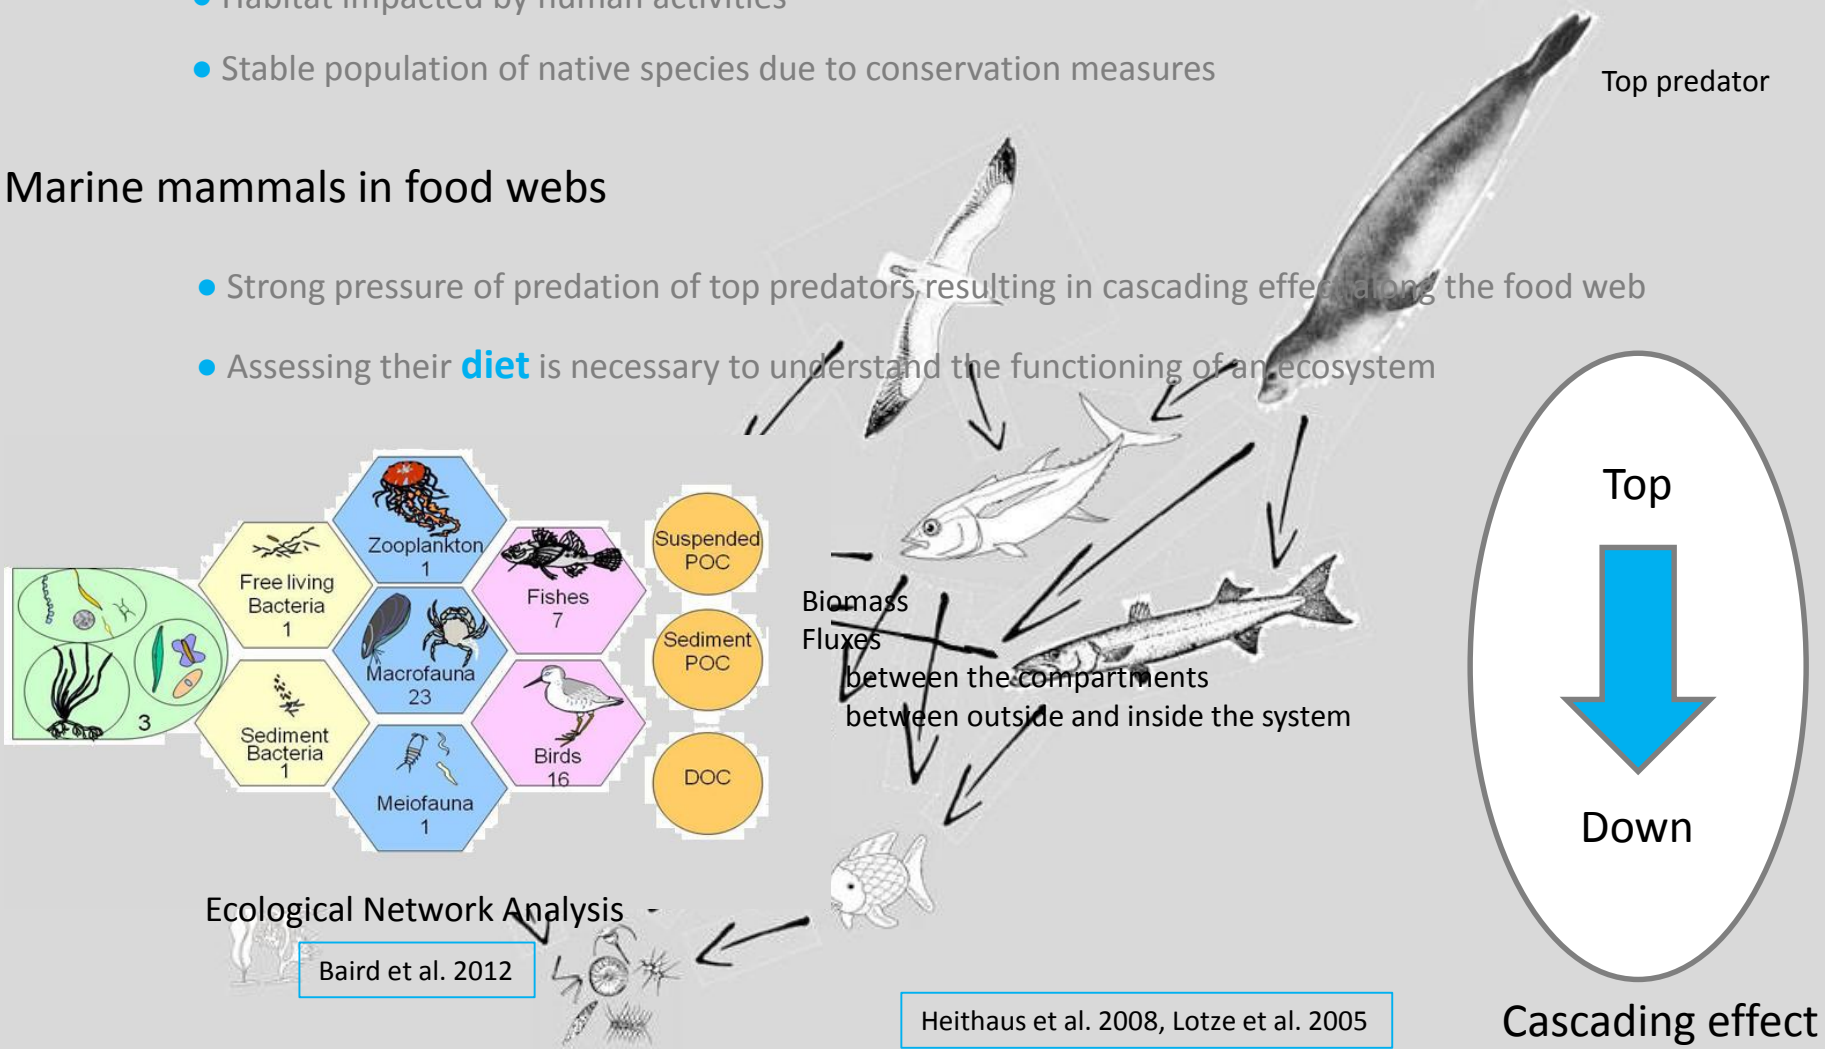 ● Habitat impacted by human activities
● Stable population of native species due to conservation measures
Top predator
Marine mammals in food webs
● Strong pressure of predation of top predators resulting in cascading effect along the food web
● Assessing their diet is necessary to understand the functioning of an ecosystem
Top
Down
Cascading effect
Zooplankton
1
Free living
Bacteria
1
Fishes
7
Macrofauna
23
3
Sediment
Bacteria
1
Birds
16
Meiofauna
1
Suspended
POC
Sediment
POC
DOC
Biomass
Fluxes
between the compartments
between outside and inside the system
Ecological Network Analysis
Baird et al. 2012
Heithaus et al. 2008, Lotze et al. 2005